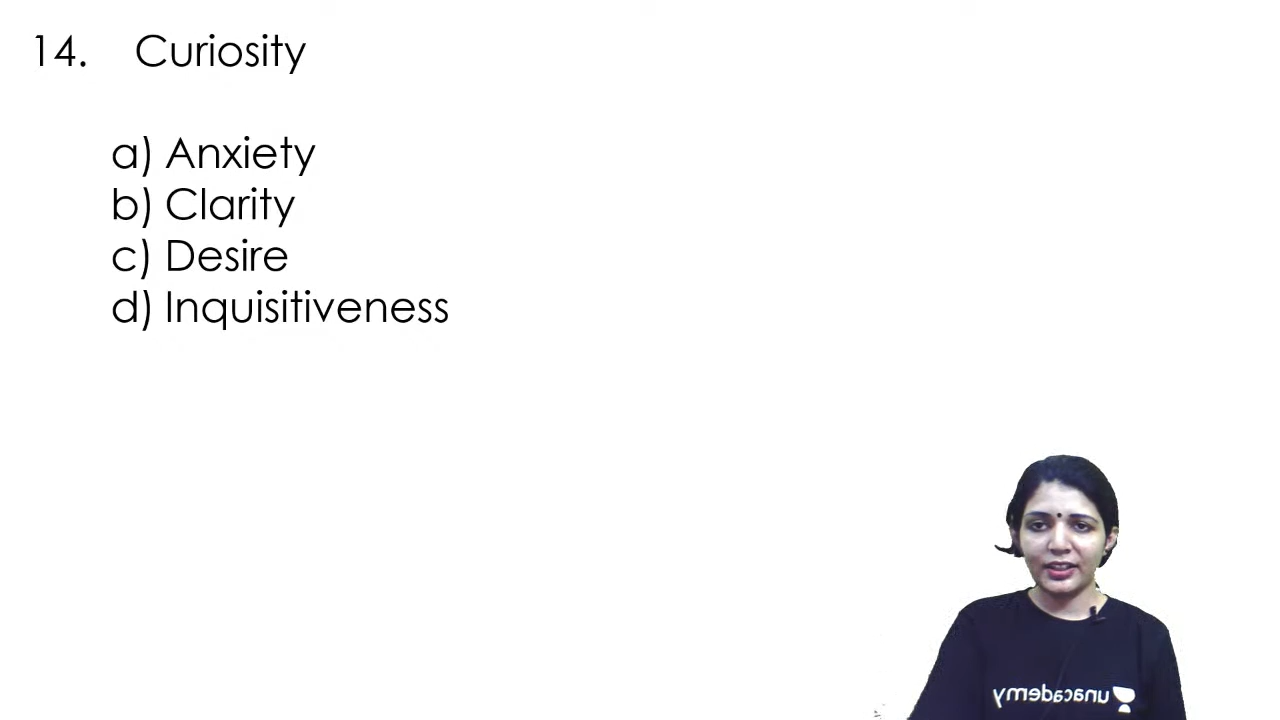 14. Curiosity
a) Anxiety
b) Clarity
c) Desire
d) Inquisitiveness
unacademy